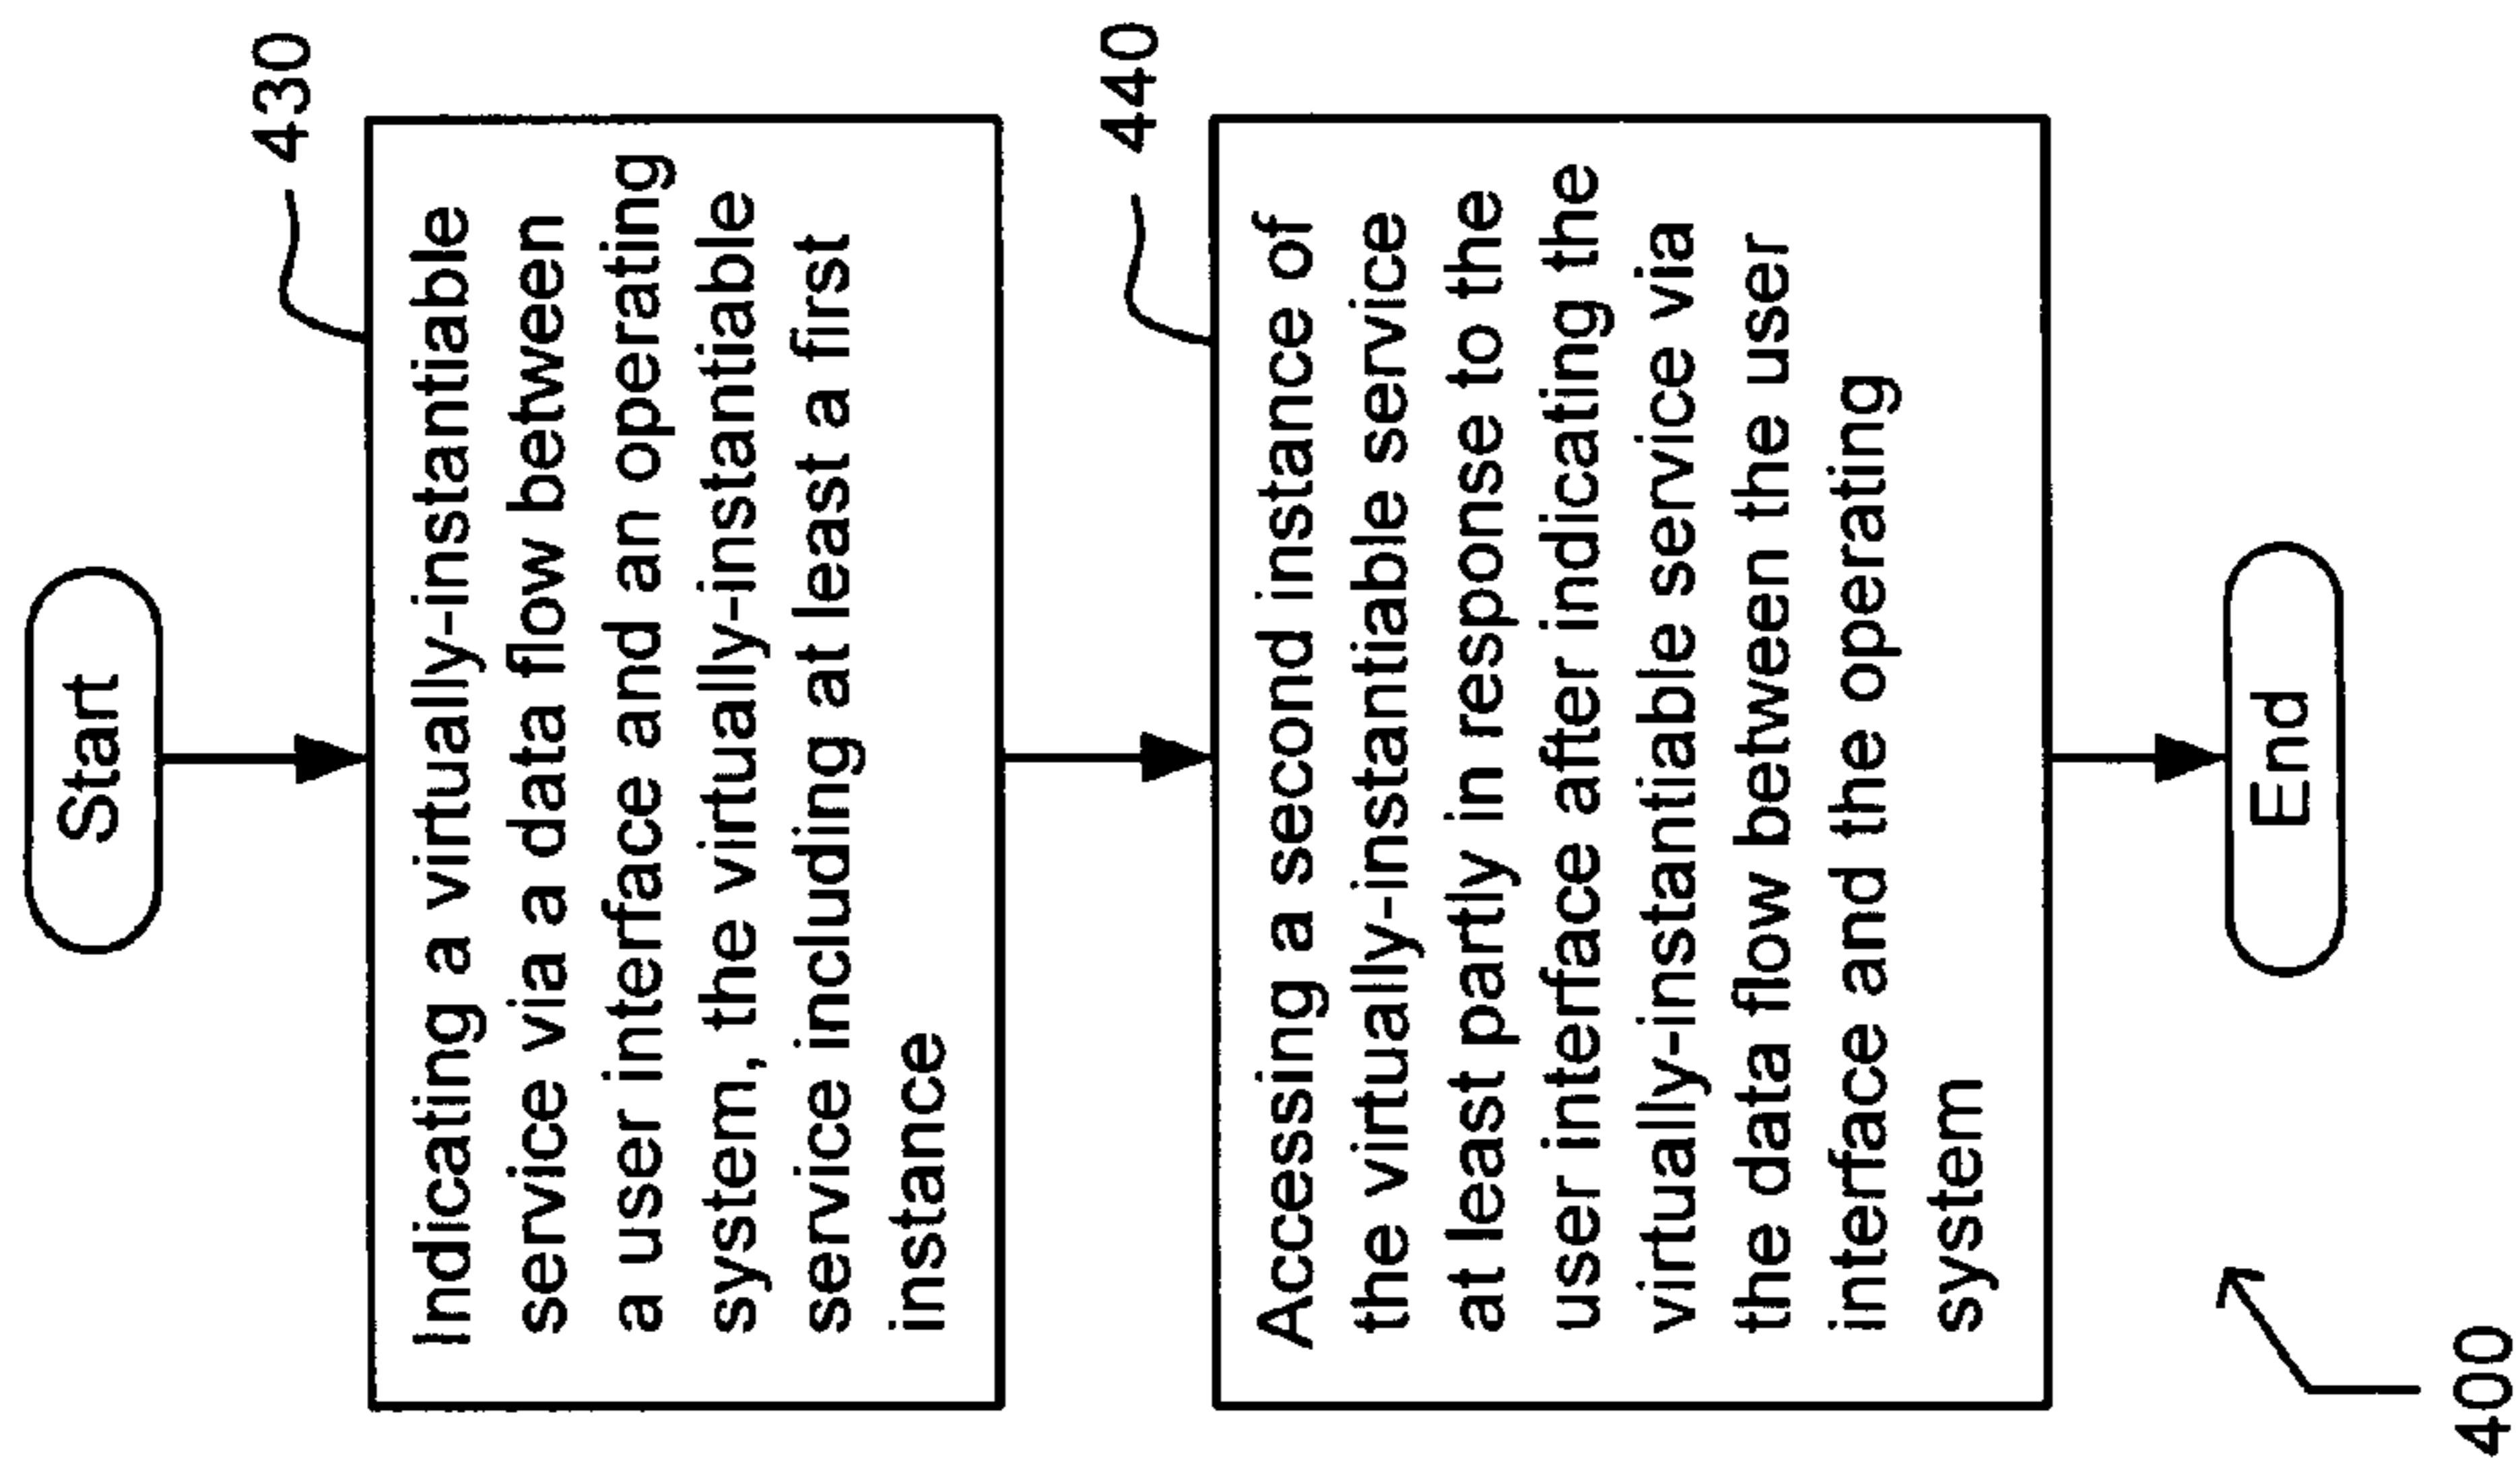 Start
430
Indicating a virtually-instantiable
service via a data flow between
a user interface and an operating
system, the virtually-instantiable
service including at least a first
instance
440
Accessing a second instance of
the virtually-instantiable service
at least partly in response to the
user interface after indicating the
virtually-instantiable service via
the data flow between the user
interface and the operating
system
End
400